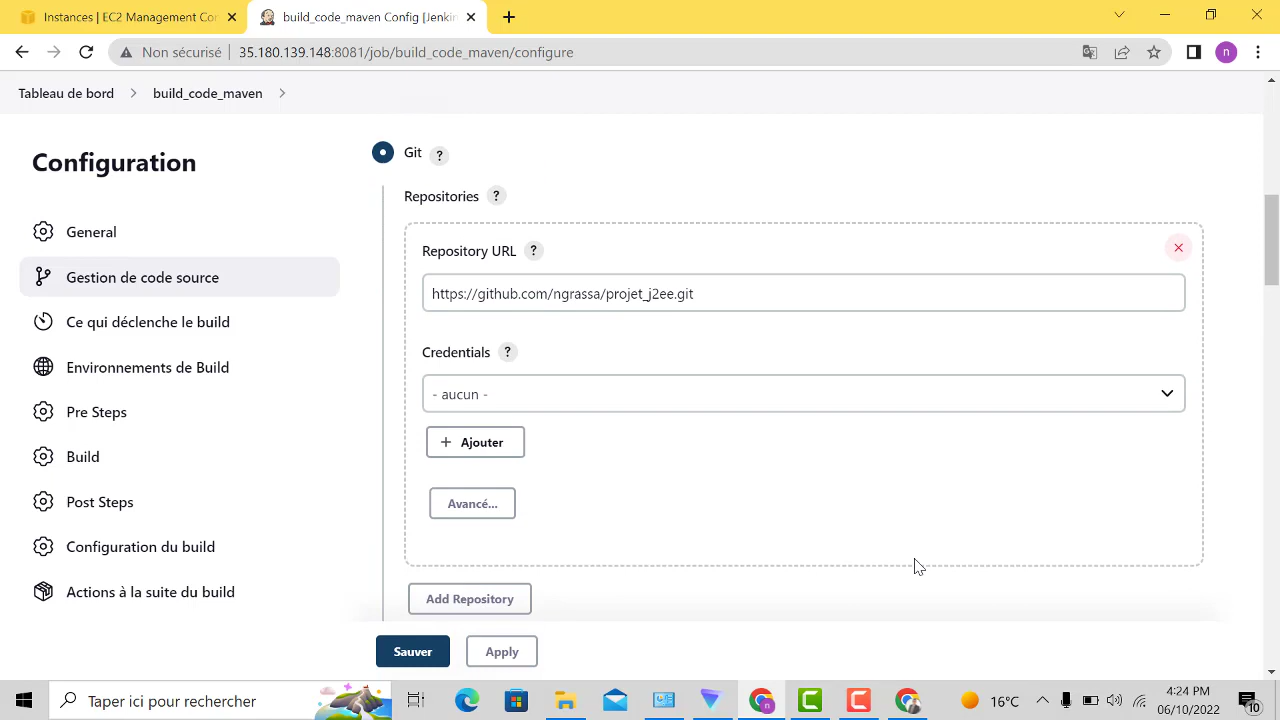 Instances | EC2 Management Con
build_code_maven Config [Jenkin
Non sécurisé
35.180.139.148:8081/job/build_code_maven/configure
n
Tableau de bord
build_code_maven
Configuration
General
Gestion de code source
Ce qui déclenche le build
Environnements de Build
Pre Steps
Build
Post Steps
Configuration du build
Actions à la suite du build
Git ?
Repositories ?
Repository URL ?
https://github.com/ngrassa/projet_j2ee.git
Credentials ?
- aucun -
+ Ajouter
Avancé...
Add Repository
Sauver
Apply
Taper ici pour rechercher
n
16°C
4:24 PM
06/10/2022
10